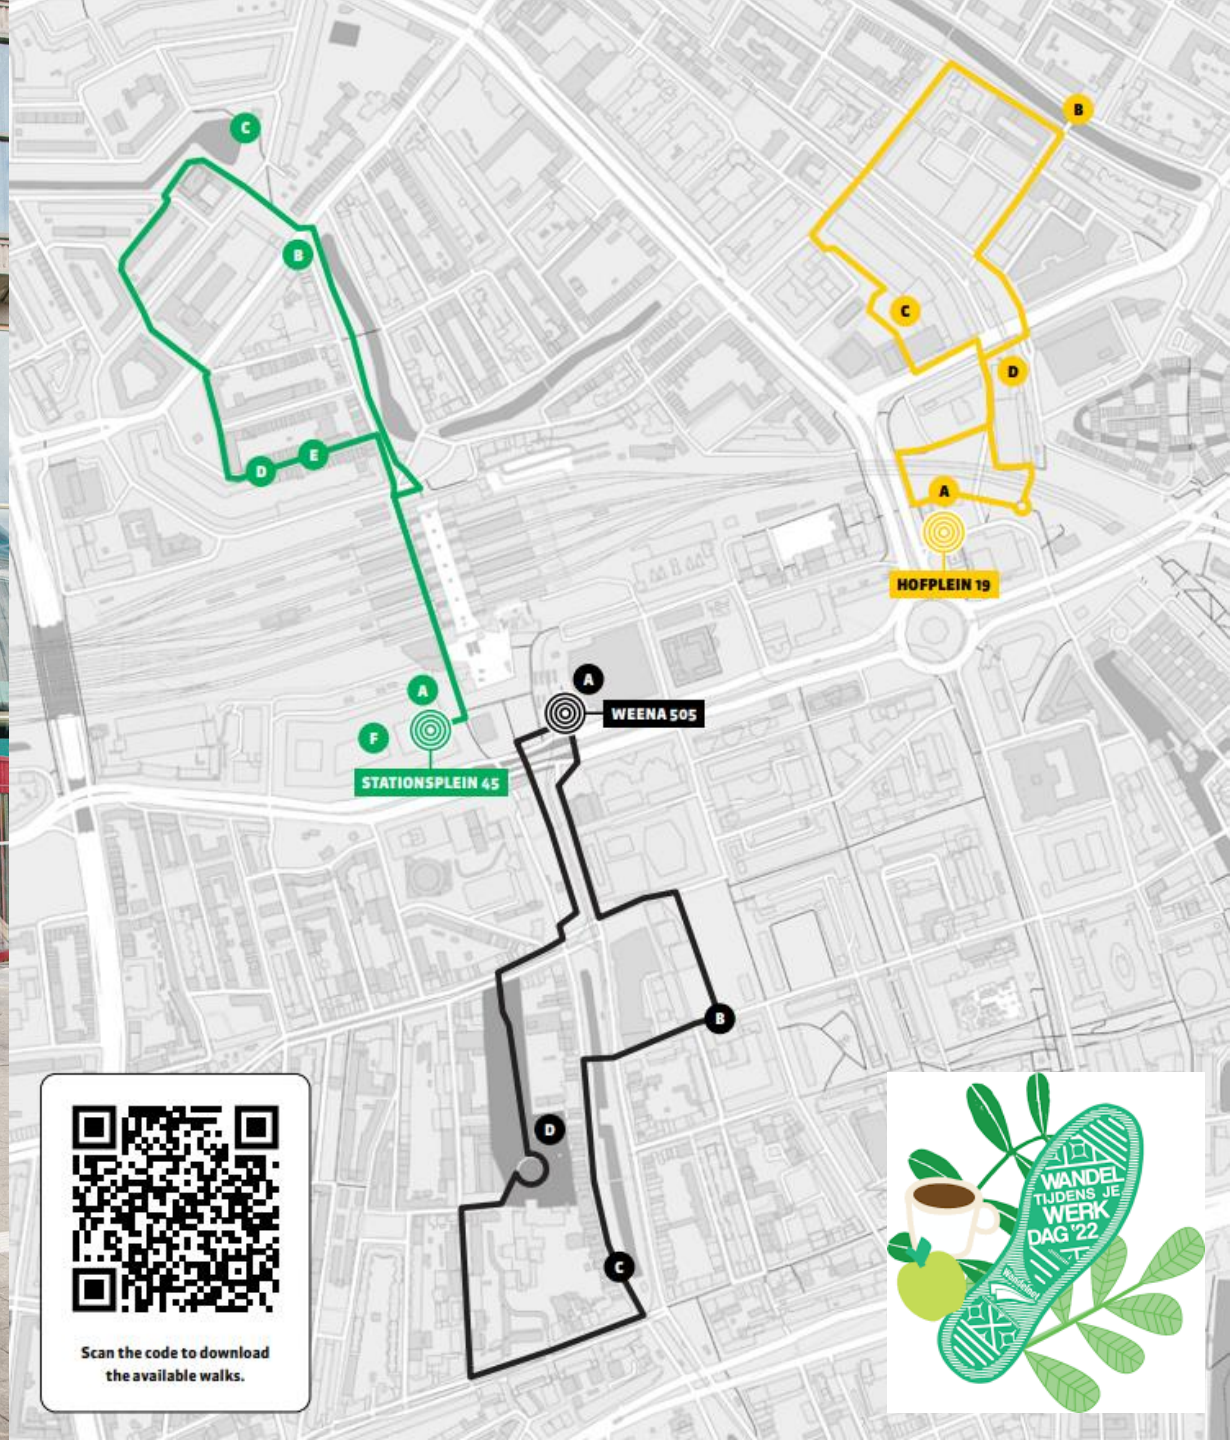 C
B
B
C
D
E
D
A
HOFPLEIN 19
A
A
WEENA 505
F
STATIONSPLEIN 45
B
D
C
Scan the code to download
the available walks.
WANDEL
TIJDENS JE
WERK
DAG '22
Wandelnet